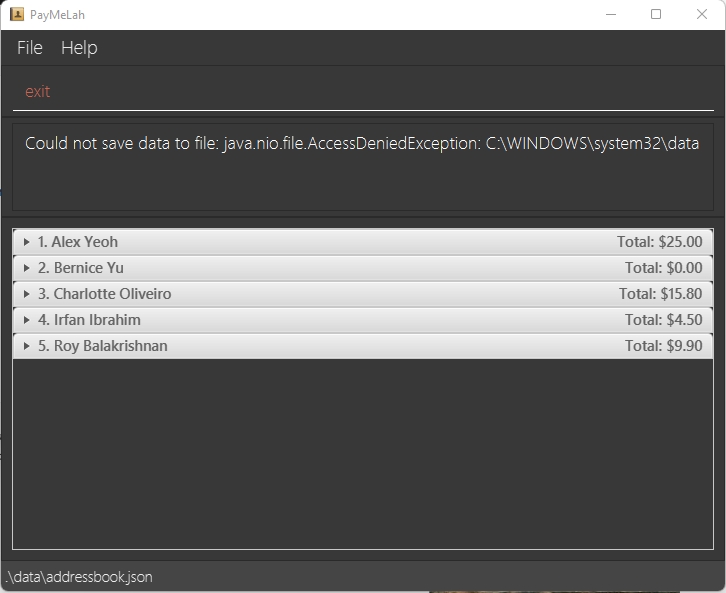 PayMeLah
File Help
exit
Could not save data to file: java.nio.file.AccessDeniedException: C:\WINDOWS\system32\data
1. Alex Yeoh Total: $25.00
2. Bernice Yu Total: $0.00
3. Charlotte Oliveiro Total: $15.80
4. Irfan Ibrahim Total: $4.50
5. Roy Balakrishnan Total: $9.90
.\data\addressbook.json